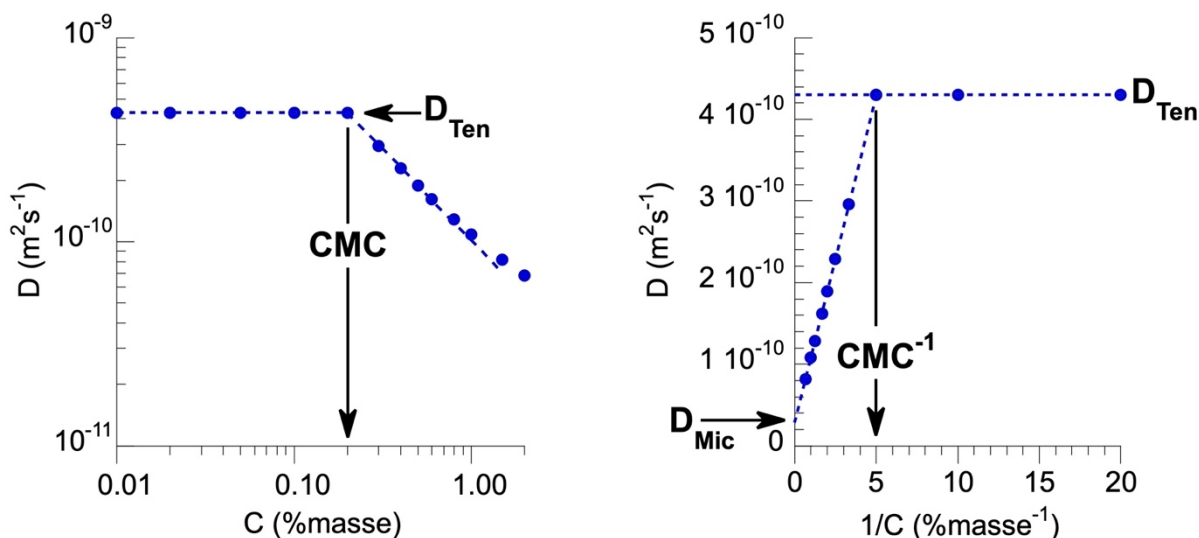 10⁻⁹
10⁻¹⁰
10⁻¹¹
D (m²s⁻¹)
D_Ten
CMC
0.01
0.10
1.00
C (%masse)
5 10⁻¹⁰
4 10⁻¹⁰
3 10⁻¹⁰
2 10⁻¹⁰
1 10⁻¹⁰
0
D (m²s⁻¹)
D_Ten
CMC⁻¹
D_Mic
0
5
10
15
20
1/C (%masse⁻¹)